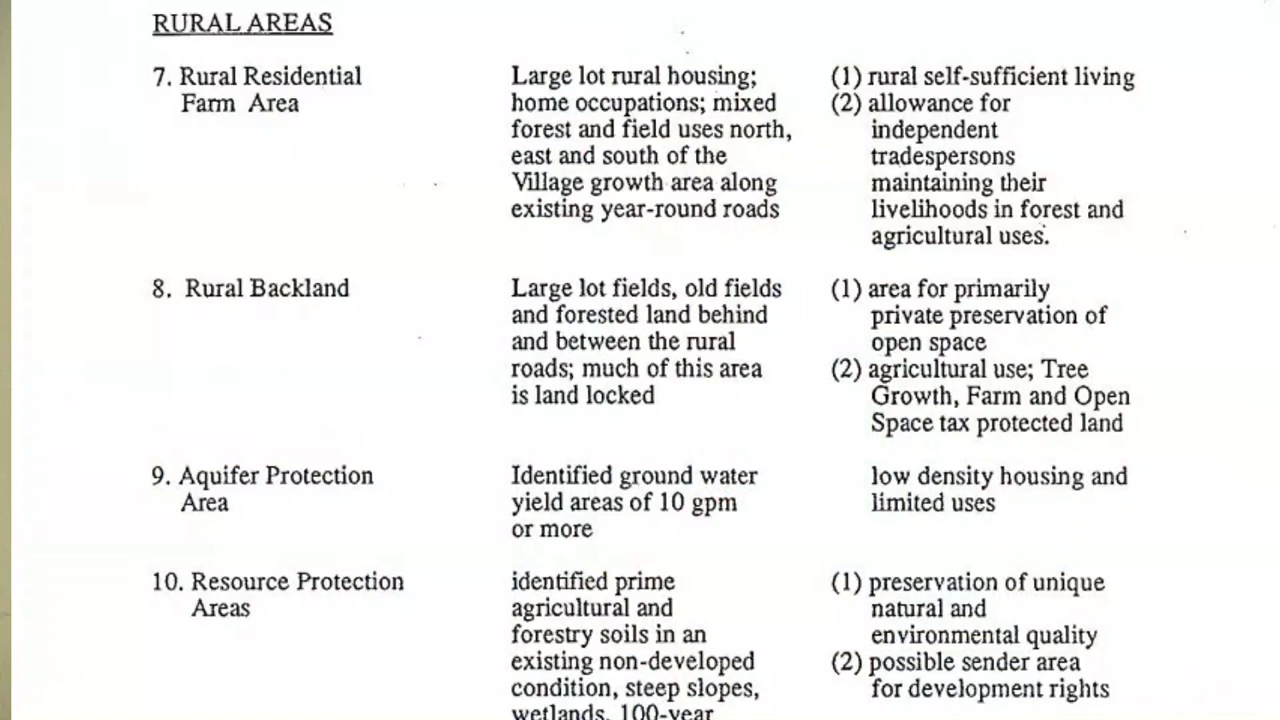 RURAL AREAS
7. Rural Residential
Farm Area
Large lot rural housing;
home occupations; mixed
forest and field uses north,
east and south of the
Village growth area along
existing year-round roads
(1) rural self-sufficient living
(2) allowance for
independent
tradespersons
maintaining their
livelihoods in forest and
agricultural uses.
8. Rural Backland
Large lot fields, old fields
and forested land behind
and between the rural
roads; much of this area
is land locked
(1) area for primarily
private preservation of
open space
(2) agricultural use; Tree
Growth, Farm and Open
Space tax protected land
9. Aquifer Protection
Area
Identified ground water
yield areas of 10 gpm
or more
low density housing and
limited uses
10. Resource Protection
Areas
identified prime
agricultural and
forestry soils in an
existing non-developed
condition, steep slopes,
wetlands, 100-year
(1) preservation of unique
natural and
environmental quality
(2) possible sender area
for development rights